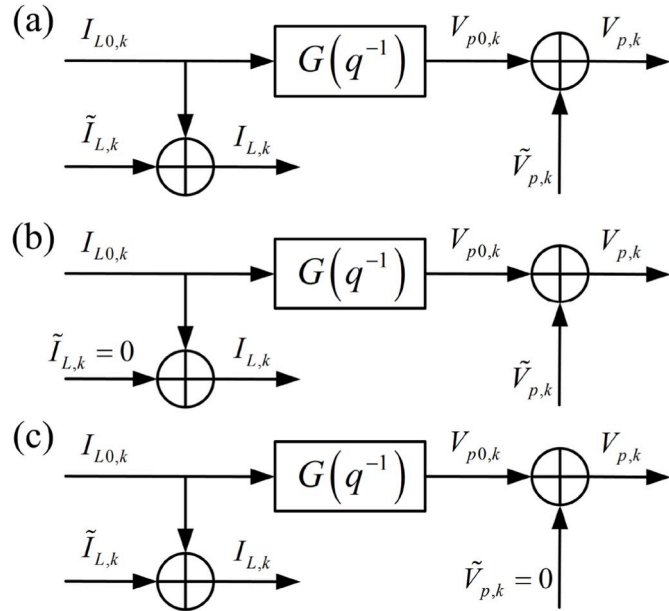 (a) I_{L0,k} G(q^{-1}) V_{p0,k} V_{p,k}
Ĩ_{L,k} I_{L,k}
Ṽ_{p,k}
(b) I_{L0,k} G(q^{-1}) V_{p0,k} V_{p,k}
Ĩ_{L,k} = 0 I_{L,k}
Ṽ_{p,k}
(c) I_{L0,k} G(q^{-1}) V_{p0,k} V_{p,k}
Ĩ_{L,k} I_{L,k}
Ṽ_{p,k} = 0